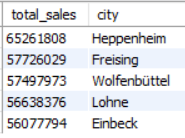 total_sales city
65261808 Heppenheim
57726029 Freising
57497973 Wolfenbüttel
56638376 Lohne
56077794 Einbeck